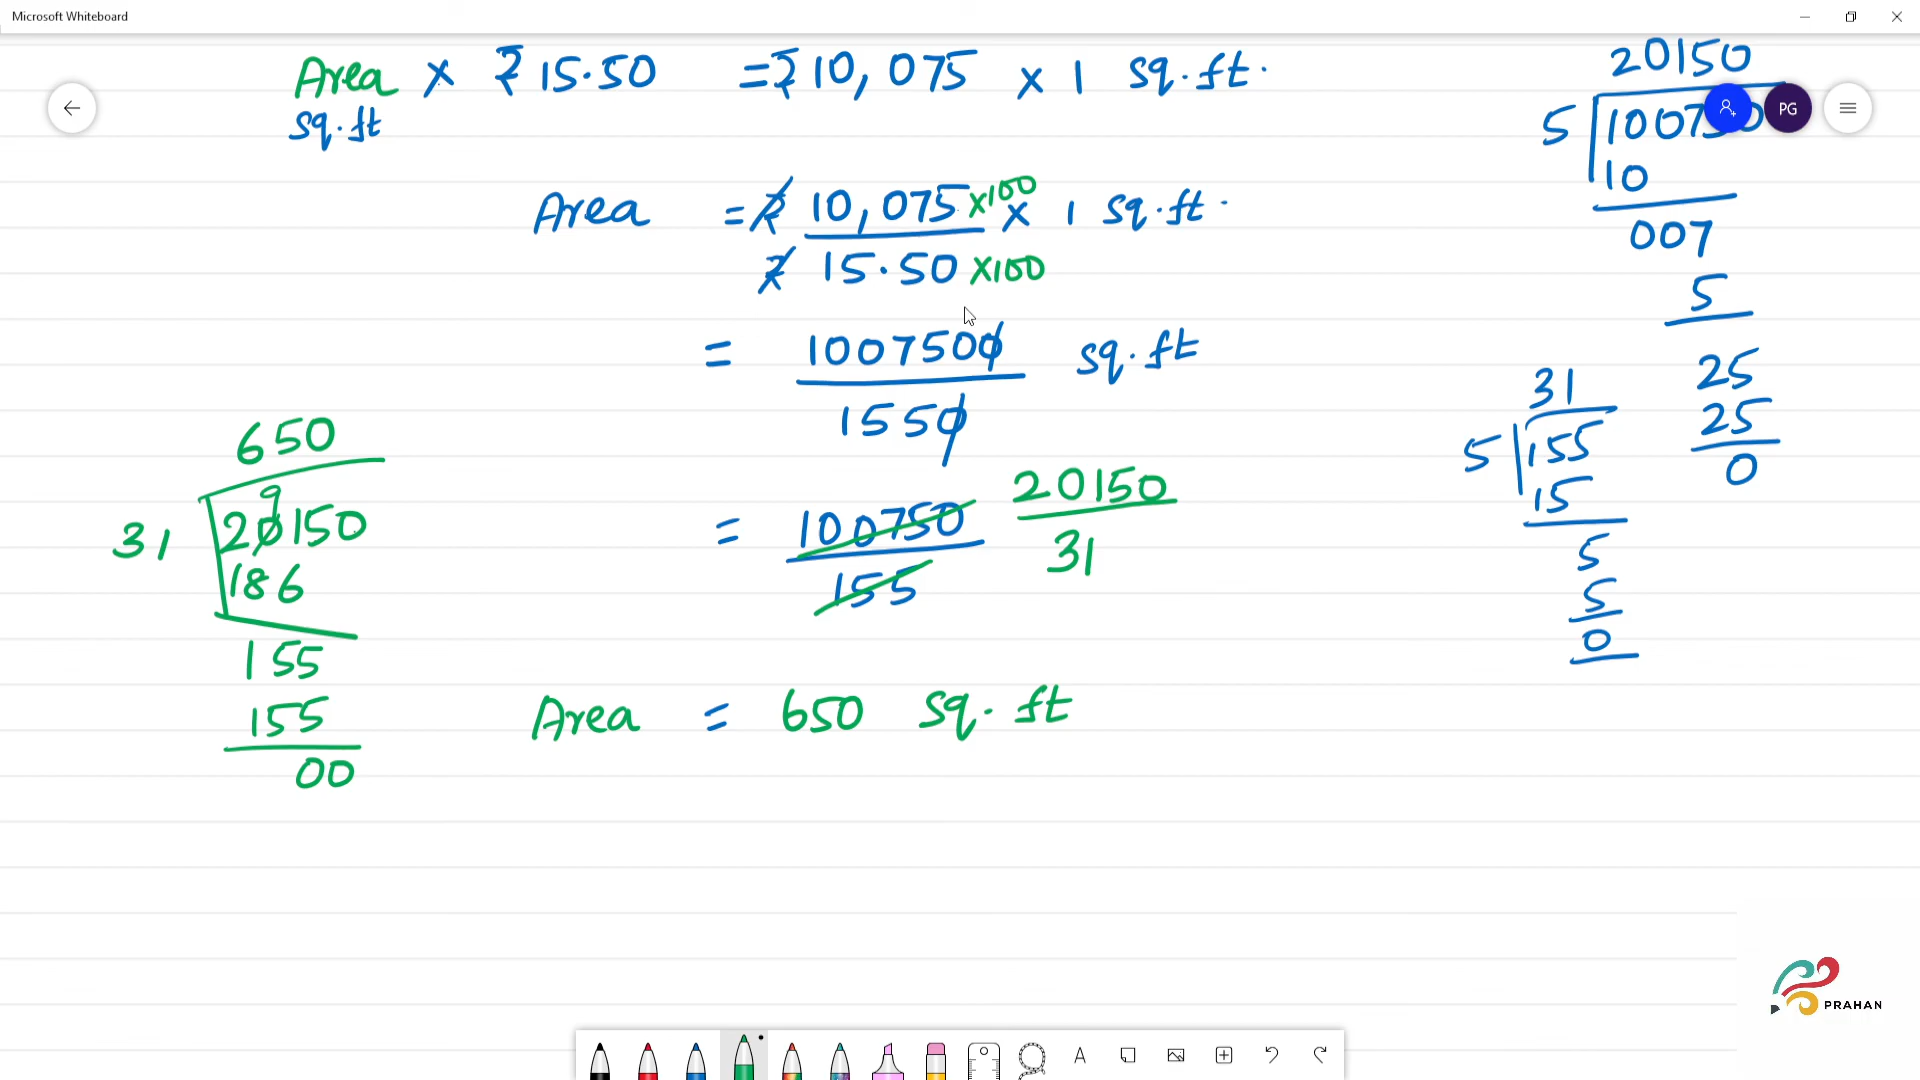 Microsoft Whiteboard
Area × ₹ 15.50 = ₹ 10,075 × 1 sq.ft.
sq.ft
Area = ₹ 10,075 ×100 × 1 sq.ft.
₹ 15.50 ×100
= 1007500 sq.ft
1550
= 100750 20150
155 31
Area = 650 sq.ft
650
9
31 20150
186
155
155
00
20150
5 100750
10
007
5
25
25
0
31
5 155
15
5
5
0
PG
PRAHAN
A